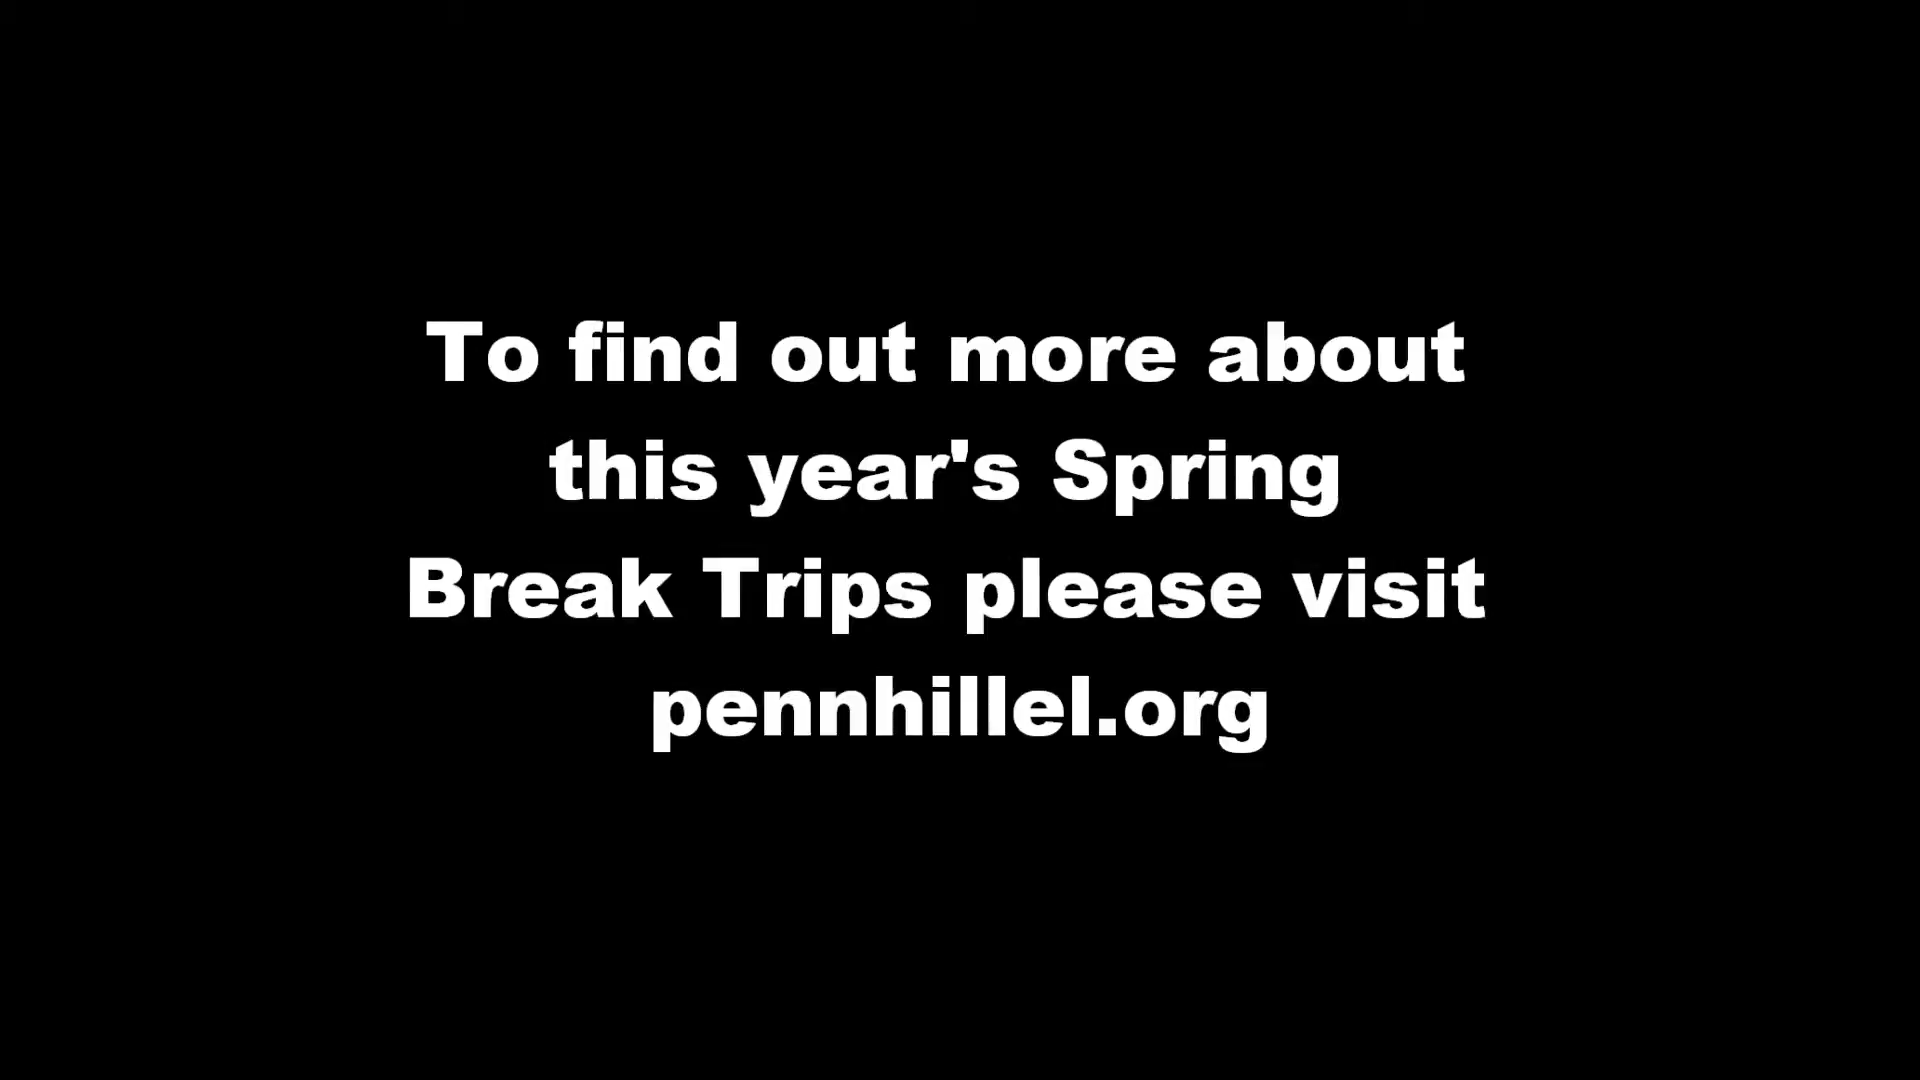 To find out more about
this year's Spring
Break Trips please visit
pennhillel.org